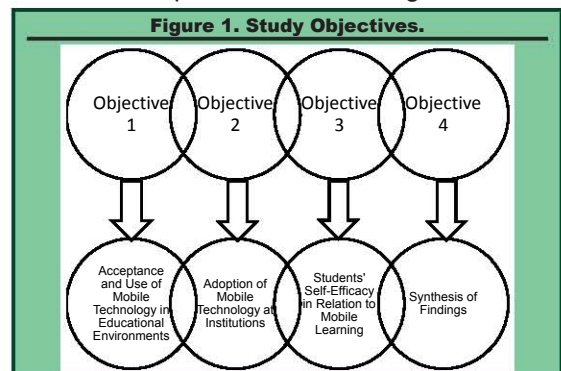 Figure 1. Study Objectives.
Objective
1
Objective
2
Objective
3
Objective
4
Acceptance
and Use of
Mobile
Technology in
Educational
Environments
Adoption of
Mobile
Technology at
Institutions
Students'
Self-Efficacy
in Relation to
Mobile
Learning
Synthesis of
Findings